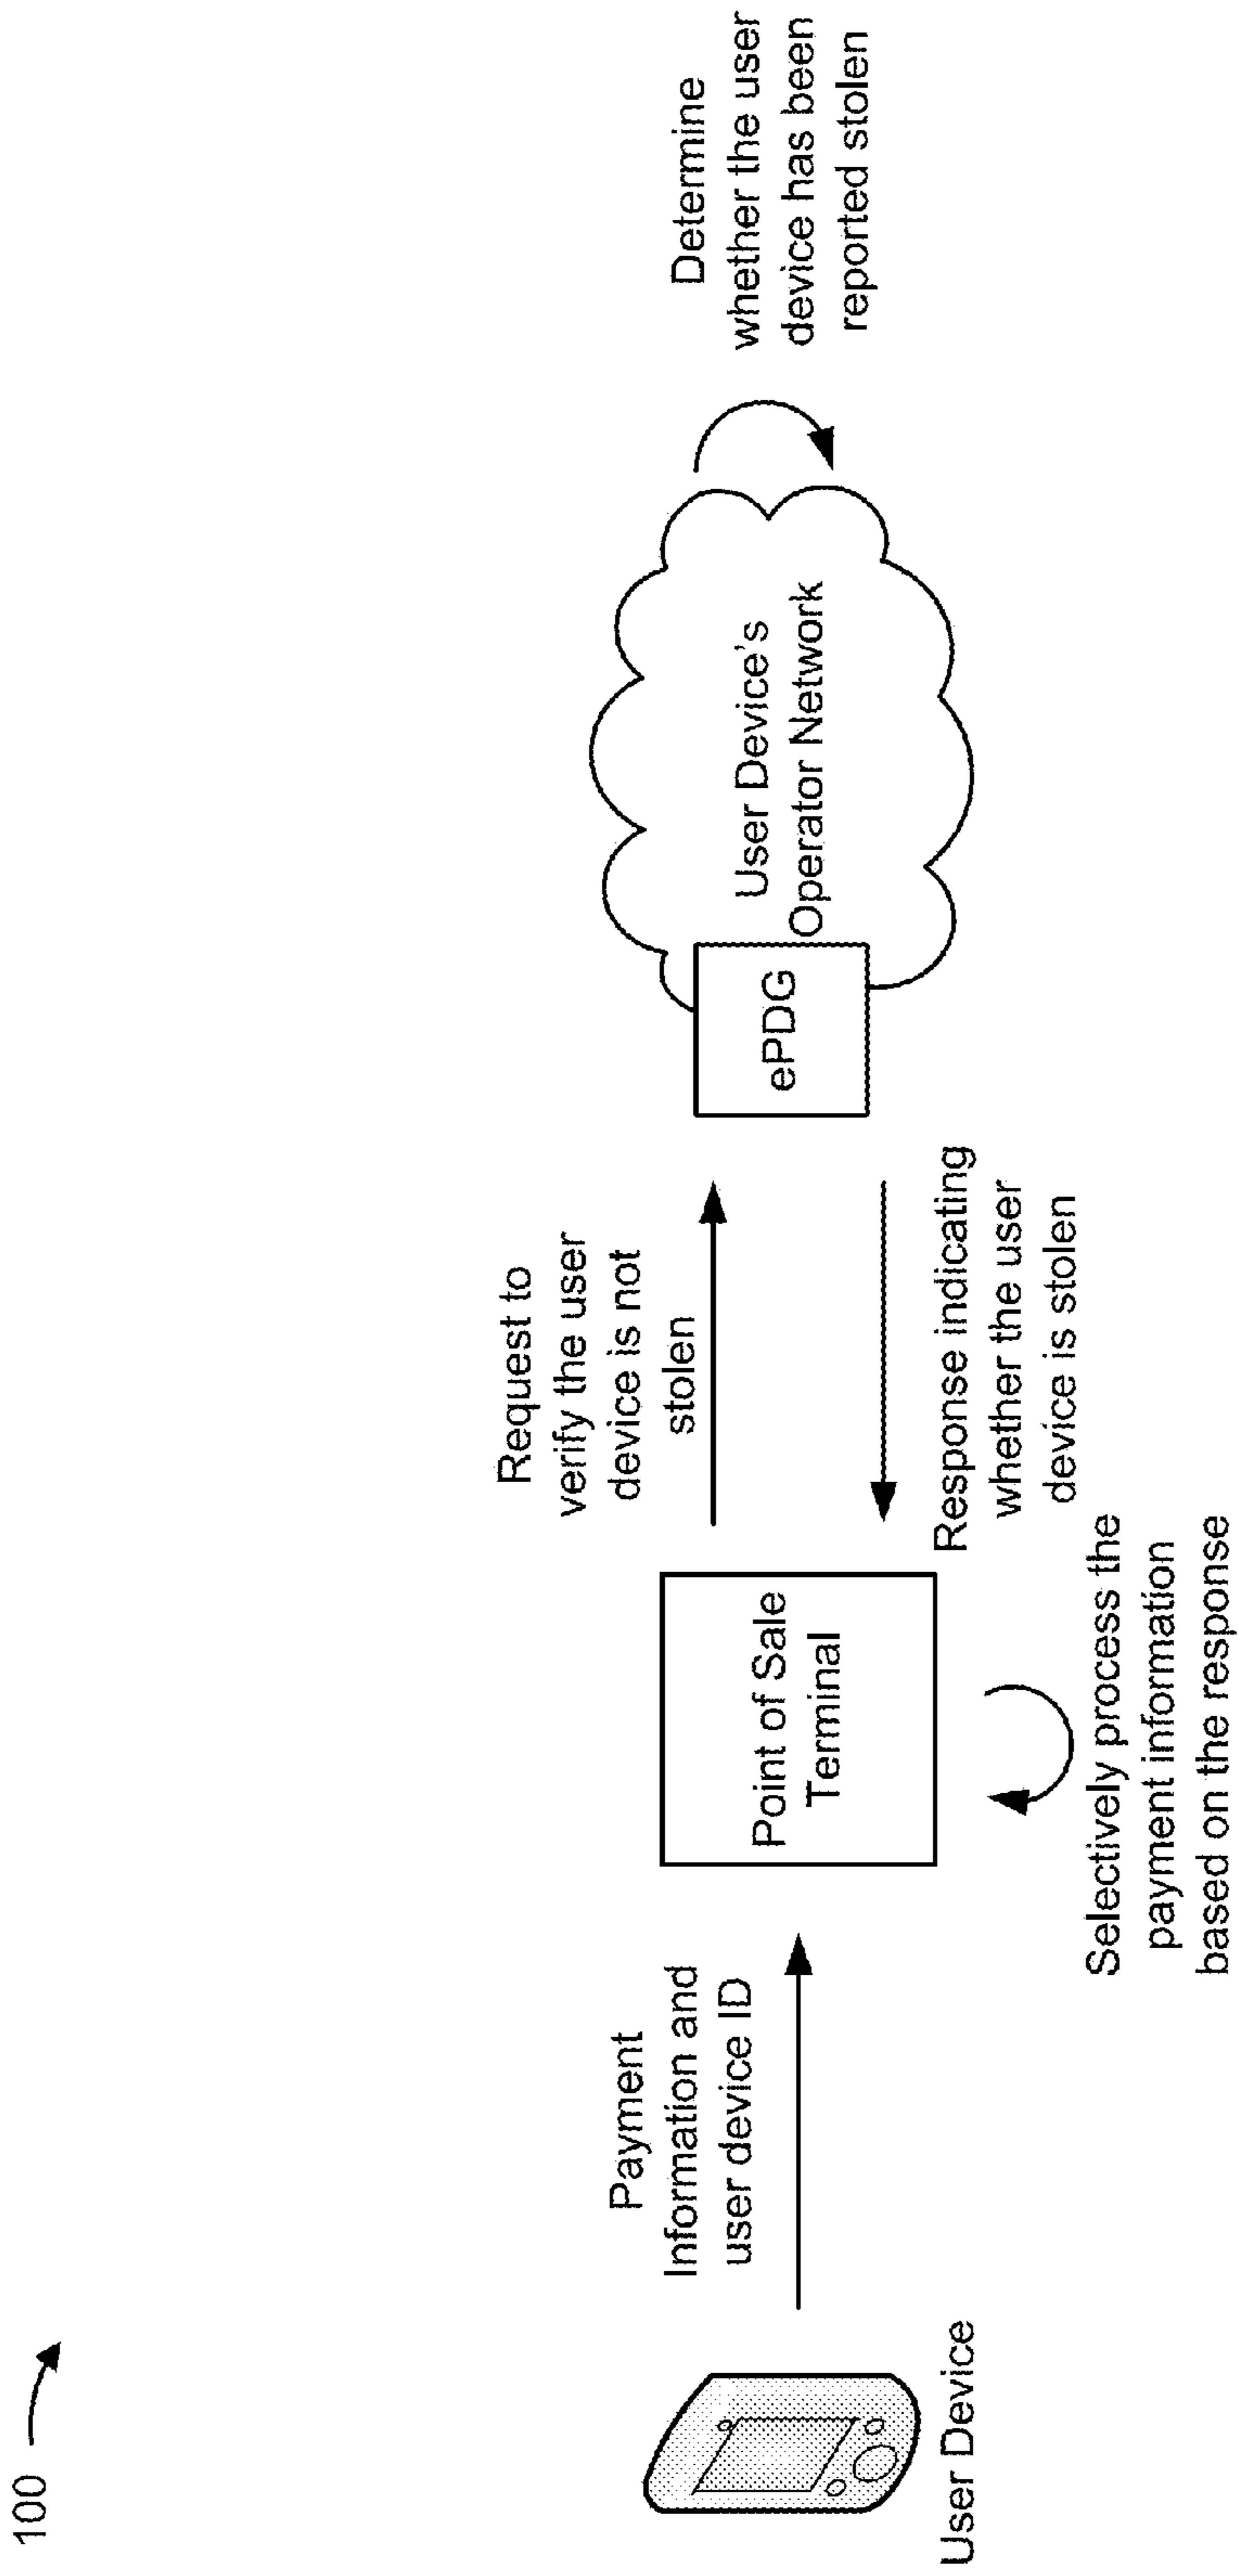 100
User Device
Payment
Information and
user device ID
Point of Sale
Terminal
Selectively process the
payment information
based on the response
Request to
verify the user
device is not
stolen
Response indicating
whether the user
device is stolen
ePDG
User Device's
Operator Network
Determine
whether the user
device has been
reported stolen